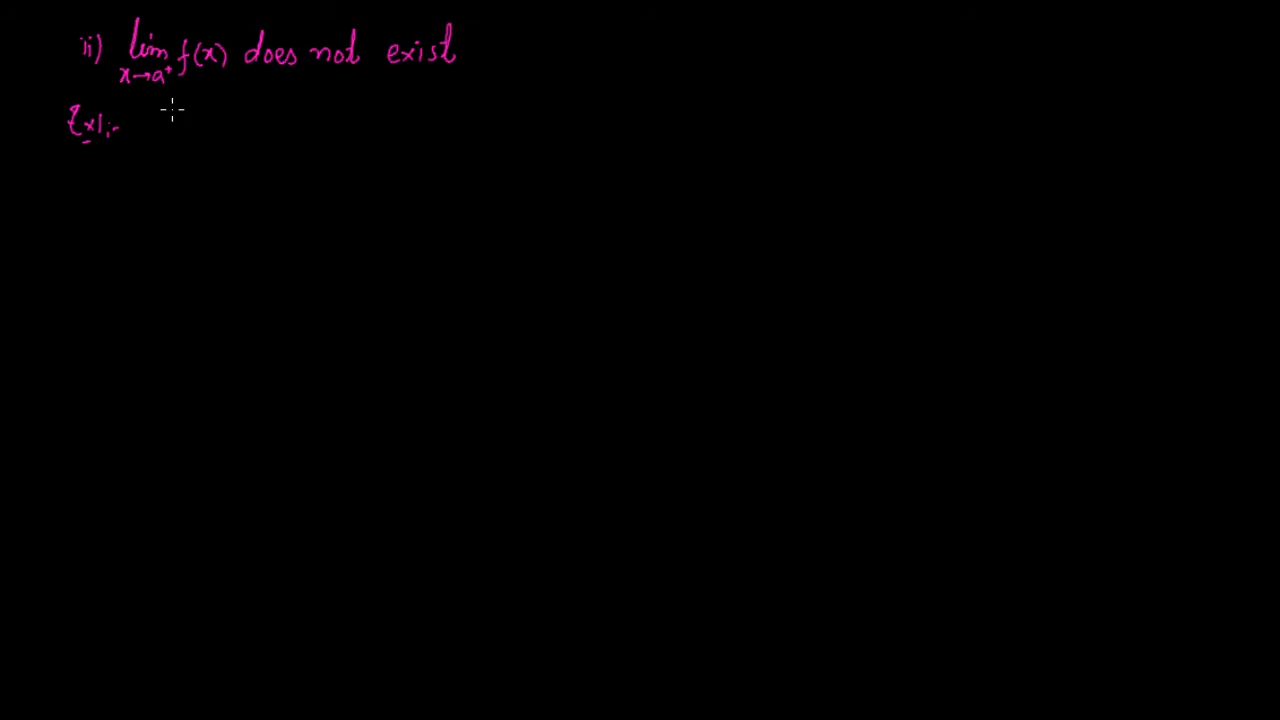 ii) lim f(x) does not exist
x→a⁺
Ex1:-